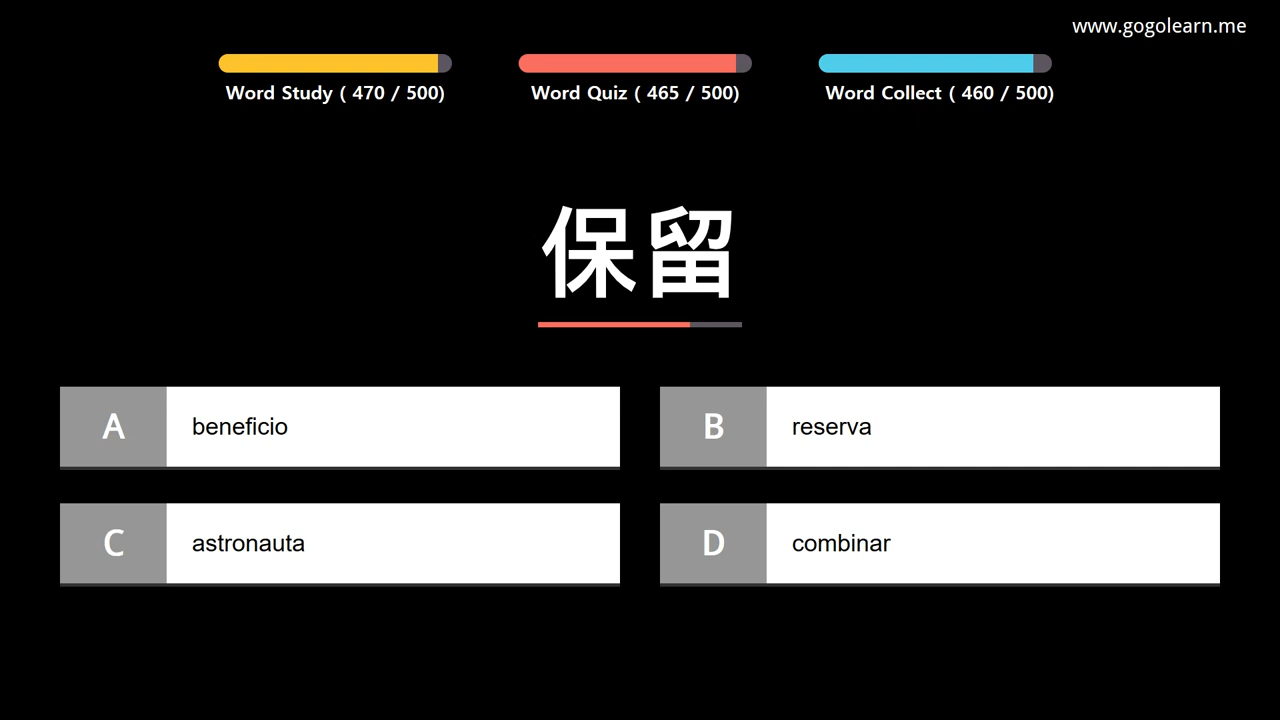 www.gogolearn.me
Word Study ( 470 / 500)
Word Quiz ( 465 / 500)
Word Collect ( 460 / 500)
保留
A beneficio
B reserva
C astronauta
D combinar